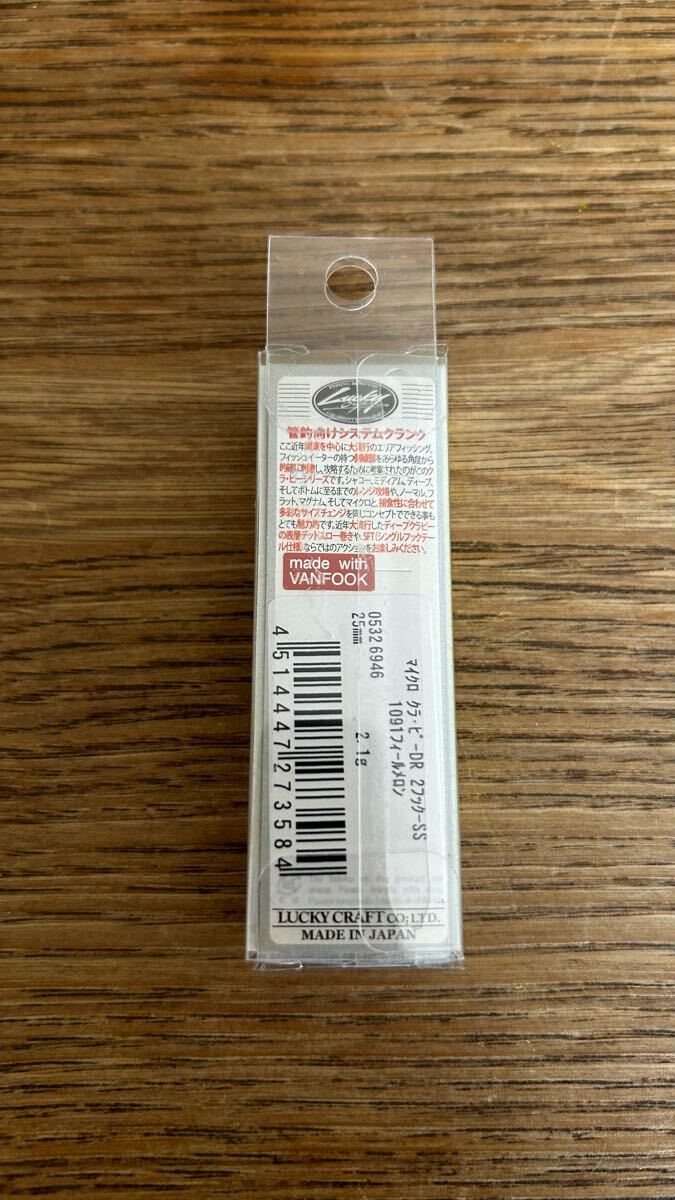 Lucky
管釣向けシステムクランク
ここ近年関東を中心に大流行のエリアフィッシング。
フィッシュイーターの持つ捕食部をあらゆる角度から
的確に刺激し、攻略するために考案されたのがこのク
ラ・ピーシリーズです。シャロー、ミディアム、ディープ、
そしてボトムに至るまでのレンジ攻略や、ノーマル、フ
ラット、マグナム、そしてマイクロと、捕食性に合わせて
多彩なサイズチェンジを同じコンセプトでできる事も
とても魅力的です。近年大流行したディープクラピー
の表層デッドスロー巻きや、SFT(シングルフックテー
ル仕様)ならではのアクションをお楽しみください。
made with
VANFOOK
マイクロ クラ・ピーDR 2フックーSS
1091フィールメロン
0532 6946
25mm 2.1g
4514447273584
LUCKY CRAFT CO;LTD.
MADE IN JAPAN